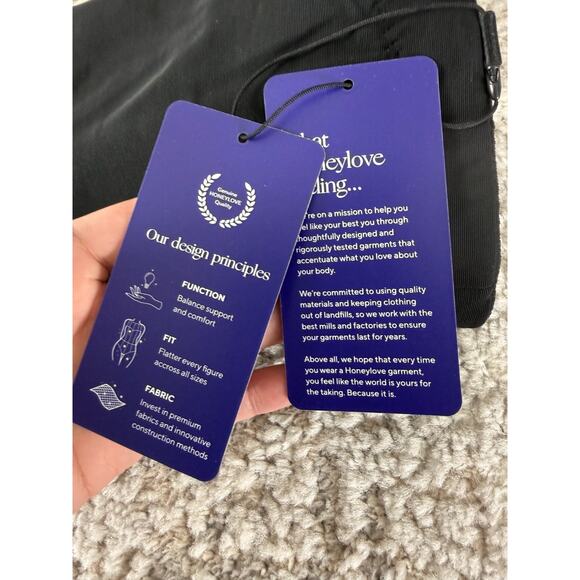 Genuine
HONEYLOVE
Quality
Our design principles
FUNCTION
Balance support
and comfort
FIT
Flatter every figure
accross all sizes
FABRIC
Invest in premium
fabrics and innovative
construction methods
on a mission to help you
like your best you through
thoughtfully designed and
rigorously tested garments that
accentuate what you love about
your body.
We're committed to using quality
materials and keeping clothing
out of landfills, so we work with the
best mills and factories to ensure
your garments last for years.
Above all, we hope that every time
you wear a Honeylove garment,
you feel like the world is yours for
the taking. Because it is.